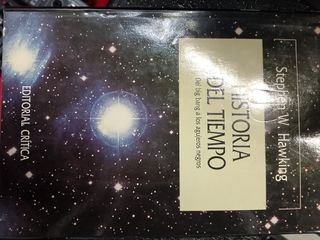 Stephen W. Hawking
HISTORIA
DEL TIEMPO
Del big bang a los agujeros negros
EDITORIAL CRÍTICA